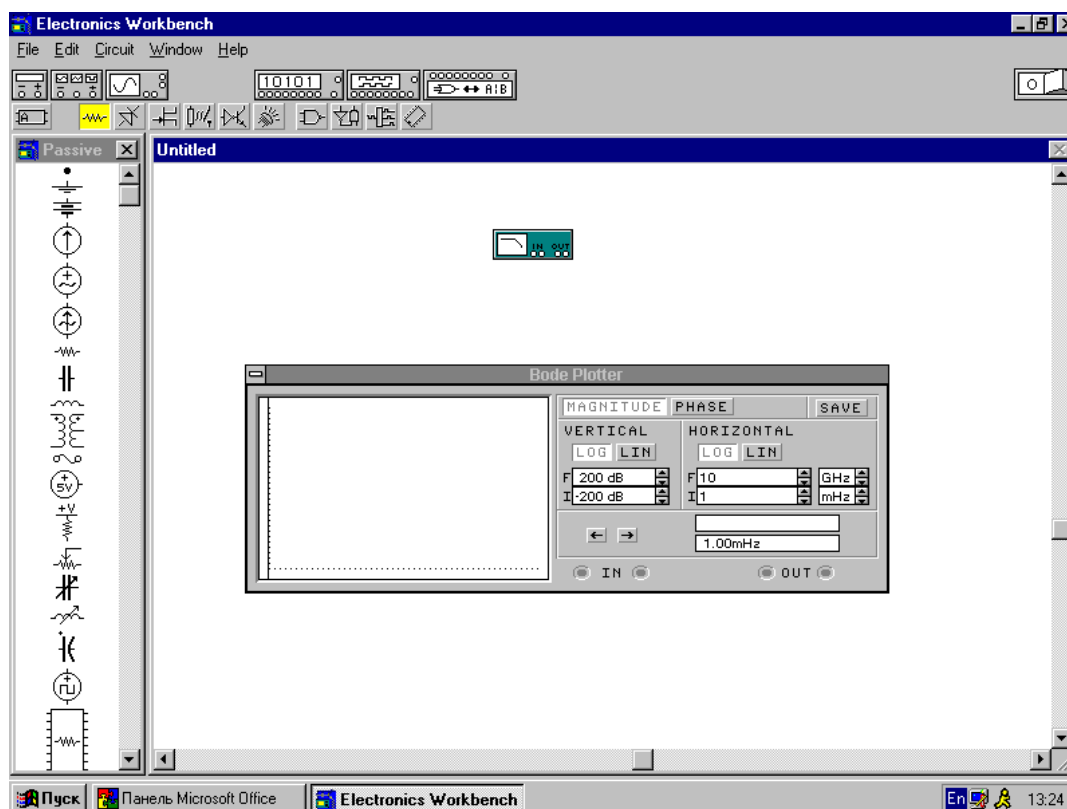 Electronics Workbench
File Edit Circuit Window Help
10101
A|B
A
Passive
Untitled
IN OUT
5V
+V
Bode Plotter
MAGNITUDE PHASE SAVE
VERTICAL HORIZONTAL
LOG LIN LOG LIN
F 200 dB F 10 GHz
I -200 dB I 1 mHz
1.00mHz
IN OUT
Пуск Панель Microsoft Office Electronics Workbench En 13:24